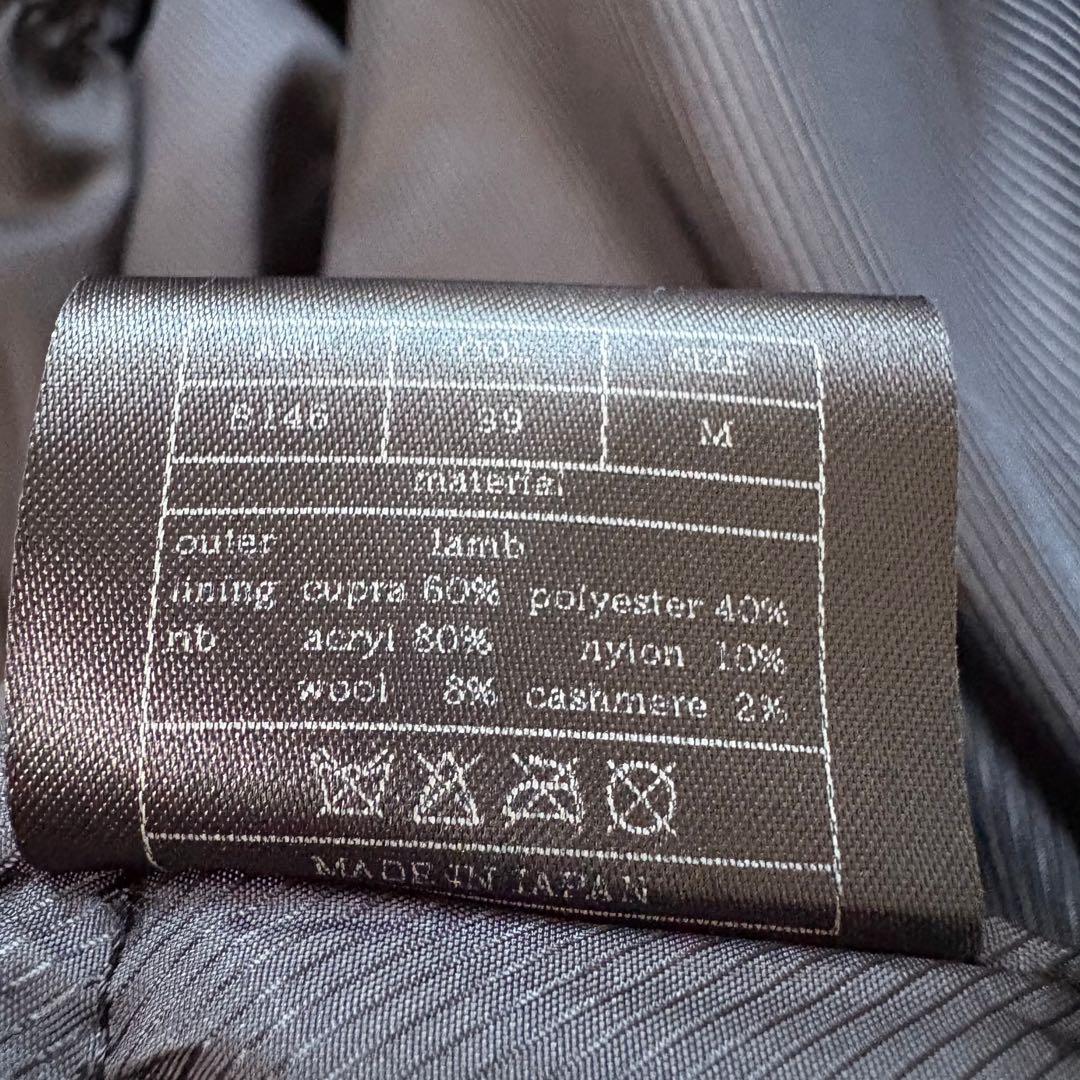 SIZE
39 M
material
outer lamb
lining cupra 60% polyester 40%
rib acryl 80% nylon 10%
wool 8% cashmere 2%
MADE IN JAPAN